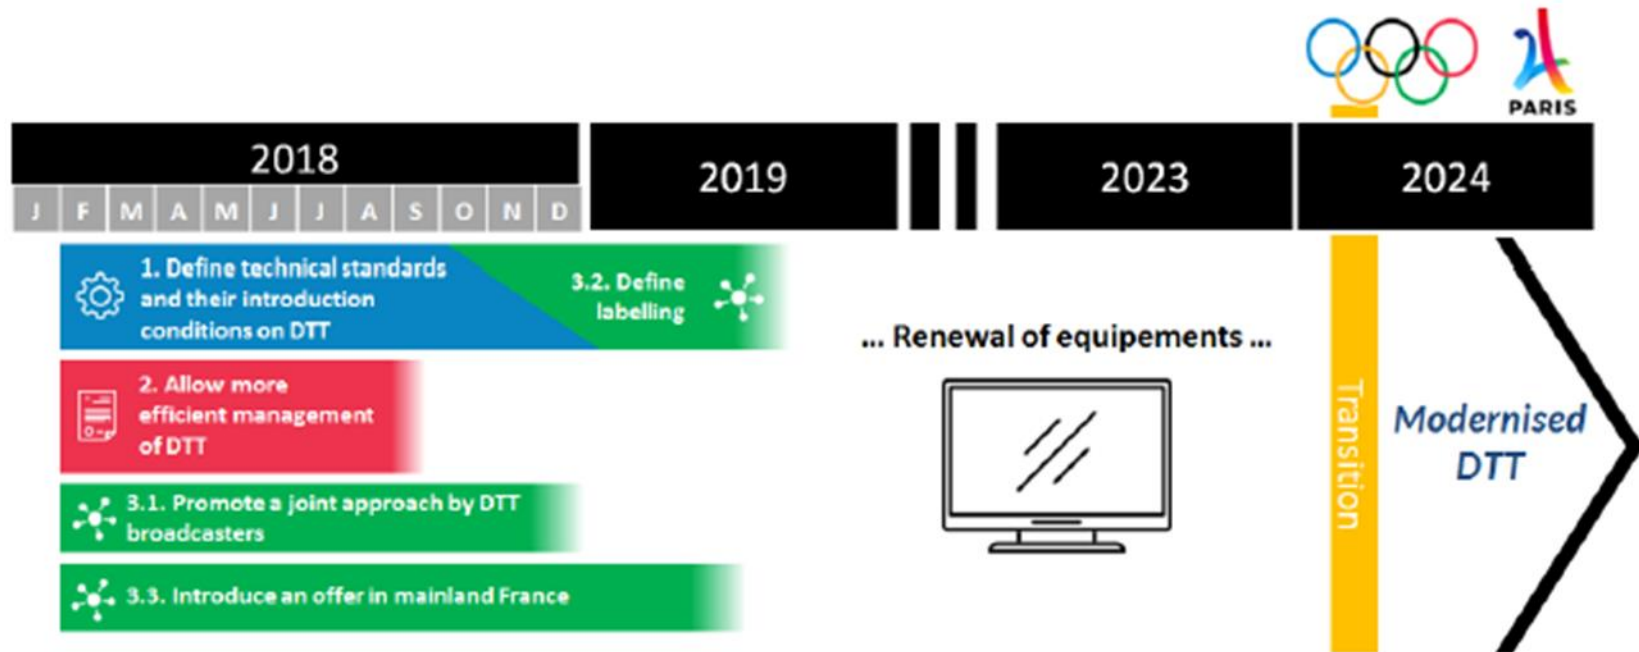 PARIS
2018
2019
2023
2024
J F M A M J J A S O N D
1. Define technical standards
and their introduction
conditions on DTT
3.2. Define
labelling
... Renewal of equipements ...
2. Allow more
efficient management
of DTT
3.1. Promote a joint approach by DTT
broadcasters
3.3. Introduce an offer in mainland France
Transition
Modernised
DTT